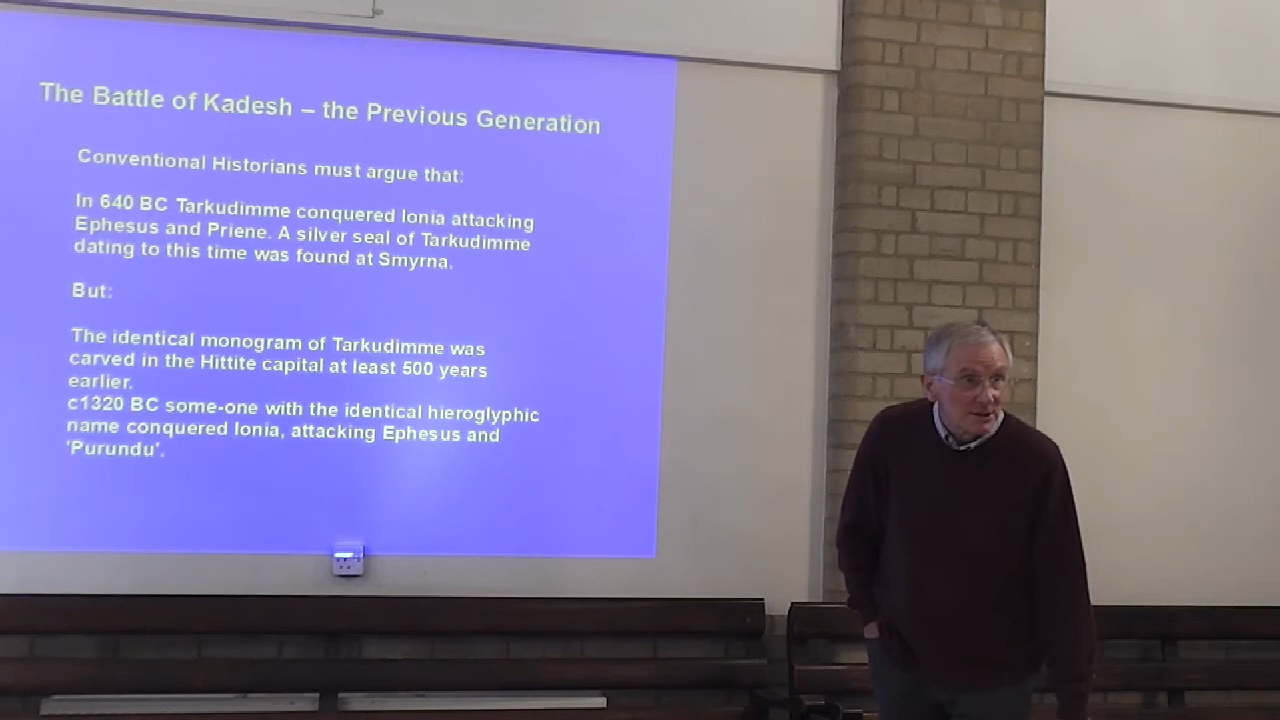 The Battle of Kadesh – the Previous Generation
Conventional Historians must argue that:
In 640 BC Tarkudimme conquered Ionia attacking
Ephesus and Priene. A silver seal of Tarkudimme
dating to this time was found at Smyrna.
But:
The identical monogram of Tarkudimme was
carved in the Hittite capital at least 500 years
earlier.
c1320 BC some-one with the identical hieroglyphic
name conquered Ionia, attacking Ephesus and
'Purundu'.